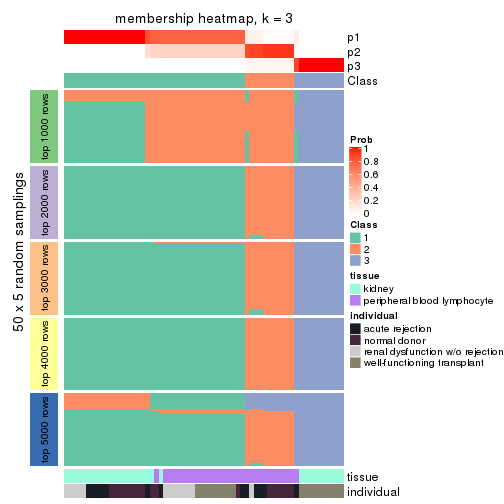 membership heatmap, k = 3
p1
p2
p3
Class
50 x 5 random samplings
top 1000 rows
top 2000 rows
top 3000 rows
top 4000 rows
top 5000 rows
Prob
1
0.8
0.6
0.4
0.2
0
Class
1
2
3
tissue
kidney
peripheral blood lymphocyte
individual
acute rejection
normal donor
renal dysfunction w/o rejection
well-functioning transplant
tissue
individual